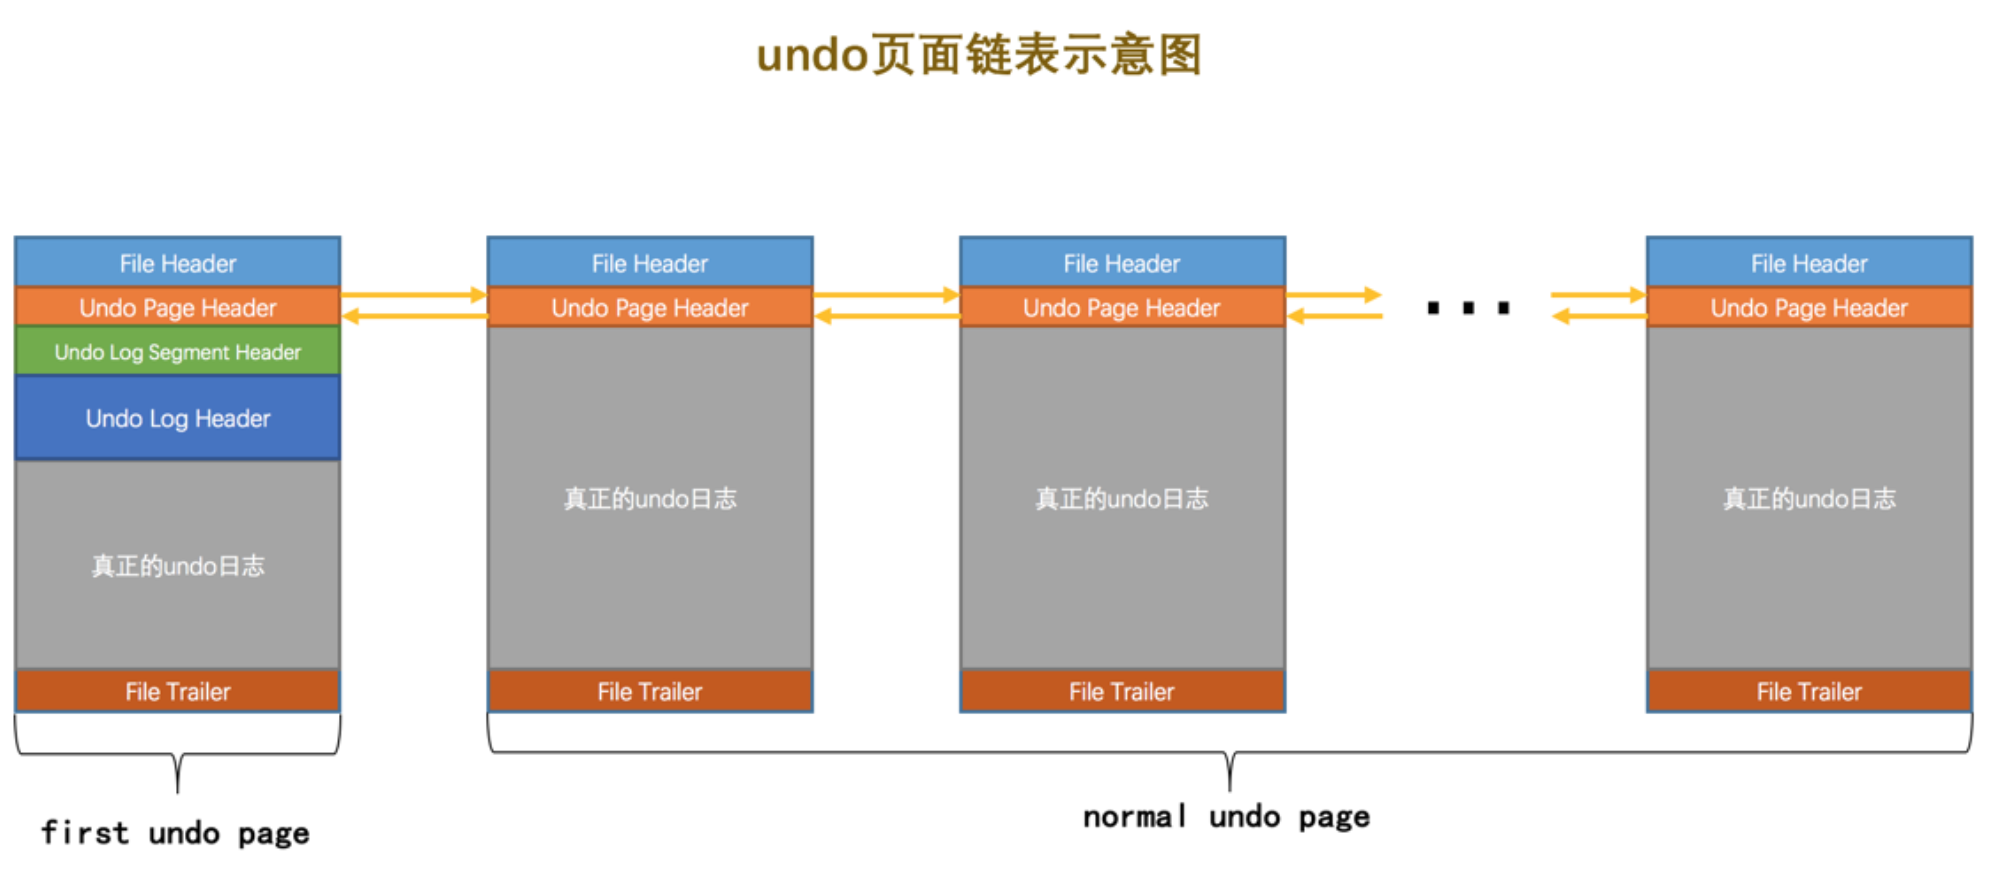 undo页面链表示意图
File Header
Undo Page Header
Undo Log Segment Header
Undo Log Header
真正的undo日志
File Trailer
first undo page
File Header
Undo Page Header
真正的undo日志
File Trailer
File Header
Undo Page Header
真正的undo日志
File Trailer
...
File Header
Undo Page Header
真正的undo日志
File Trailer
normal undo page